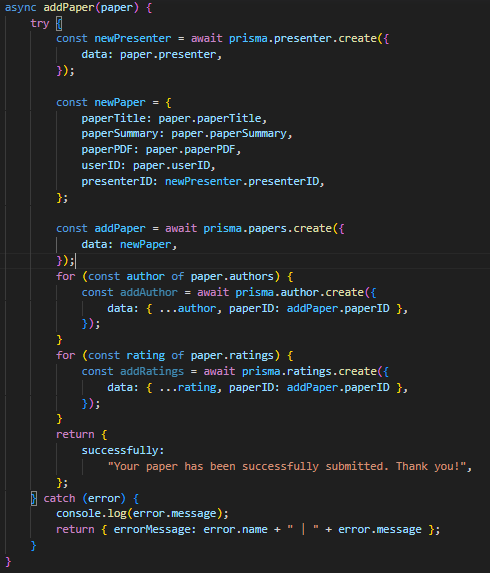 async addPaper(paper) {
    try {
        const newPresenter = await prisma.presenter.create({
            data: paper.presenter,
        });

        const newPaper = {
            paperTitle: paper.paperTitle,
            paperSummary: paper.paperSummary,
            paperPDF: paper.paperPDF,
            userID: paper.userID,
            presenterID: newPresenter.presenterID,
        };

        const addPaper = await prisma.papers.create({
            data: newPaper,
        });
        for (const author of paper.authors) {
            const addAuthor = await prisma.author.create({
                data: { ...author, paperID: addPaper.paperID },
            });
        }
        for (const rating of paper.ratings) {
            const addRatings = await prisma.ratings.create({
                data: { ...rating, paperID: addPaper.paperID },
            });
        }
        return {
            successfully:
                "Your paper has been successfully submitted. Thank you!",
        };
    } catch (error) {
        console.log(error.message);
        return { errorMessage: error.name + " | " + error.message };
    }
}